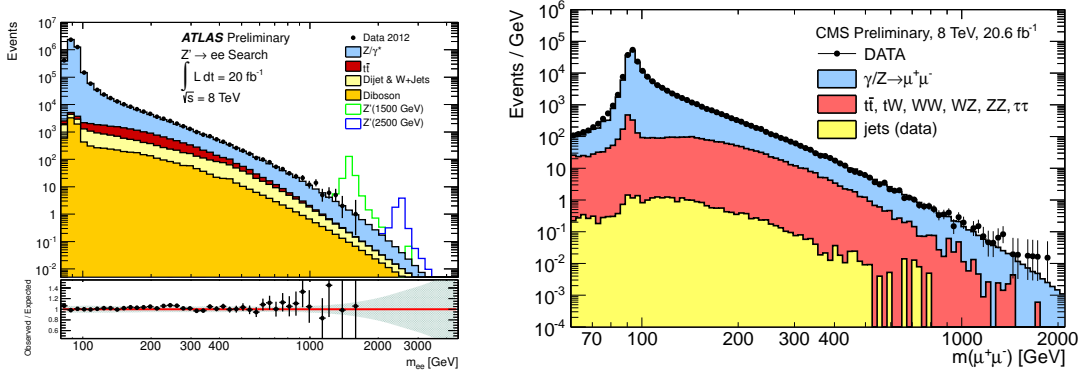 Events
10^7
10^6
10^5
10^4
10^3
10^2
10
1
10^-1
10^-2
ATLAS Preliminary
Z' → ee Search
∫ L dt = 20 fb^-1
√s = 8 TeV
Data 2012
Z/γ*
tt̄
Dijet & W+Jets
Diboson
Z'(1500 GeV)
Z'(2500 GeV)
Observed / Expected
1.4
1.2
1.0
0.8
0.6
100 200 300 400 1000 2000 3000
m_ee [GeV]
Events / GeV
10^6
10^5
10^4
10^3
10^2
10
1
10^-1
10^-2
10^-3
10^-4
CMS Preliminary, 8 TeV, 20.6 fb^-1
DATA
γ/Z→μ⁺μ⁻
tt̄, tW, WW, WZ, ZZ, ττ
jets (data)
70 100 200 300 400 1000 2000
m(μ⁺μ⁻) [GeV]